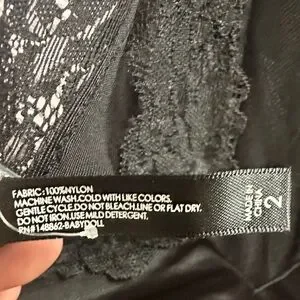 FABRIC:100%NYLON
MACHINE WASH.COLD WITH LIKE COLORS,
GENTLE CYCLE.DO NOT BLEACH,LINE OR FLAT DRY.
DO NOT IRON.USE MILD DETERGENT.
RN#148862-BABYDOLL
MADE IN
CHINA
2